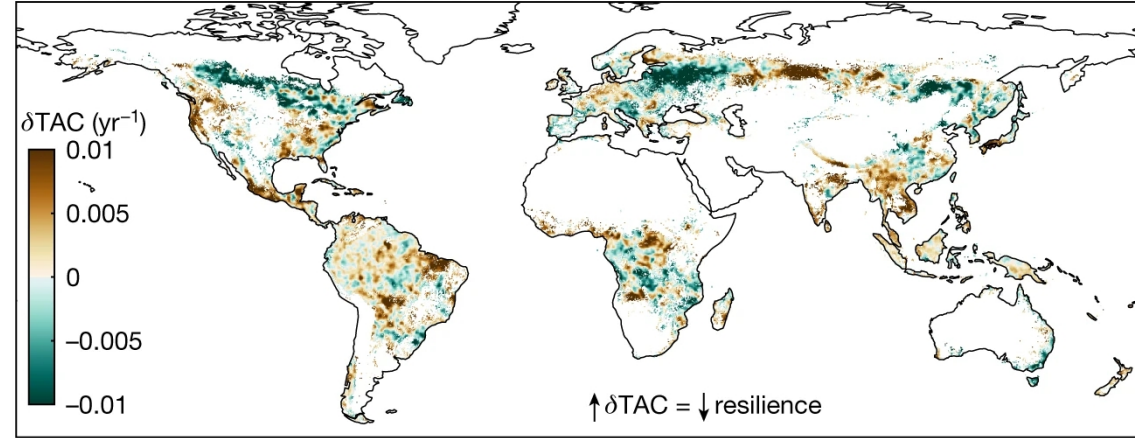 δTAC (yr⁻¹)
0.01
0.005
0
−0.005
−0.01
↑δTAC = ↓resilience